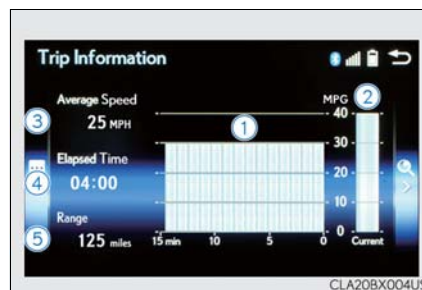 Trip Information
Average Speed
MPG
2
3
25 MPH
1
40
30
Elapsed Time
4
04:00
20
10
Range
5
125 miles
0
15 min 10 5 0 Current
CLA20BX004US